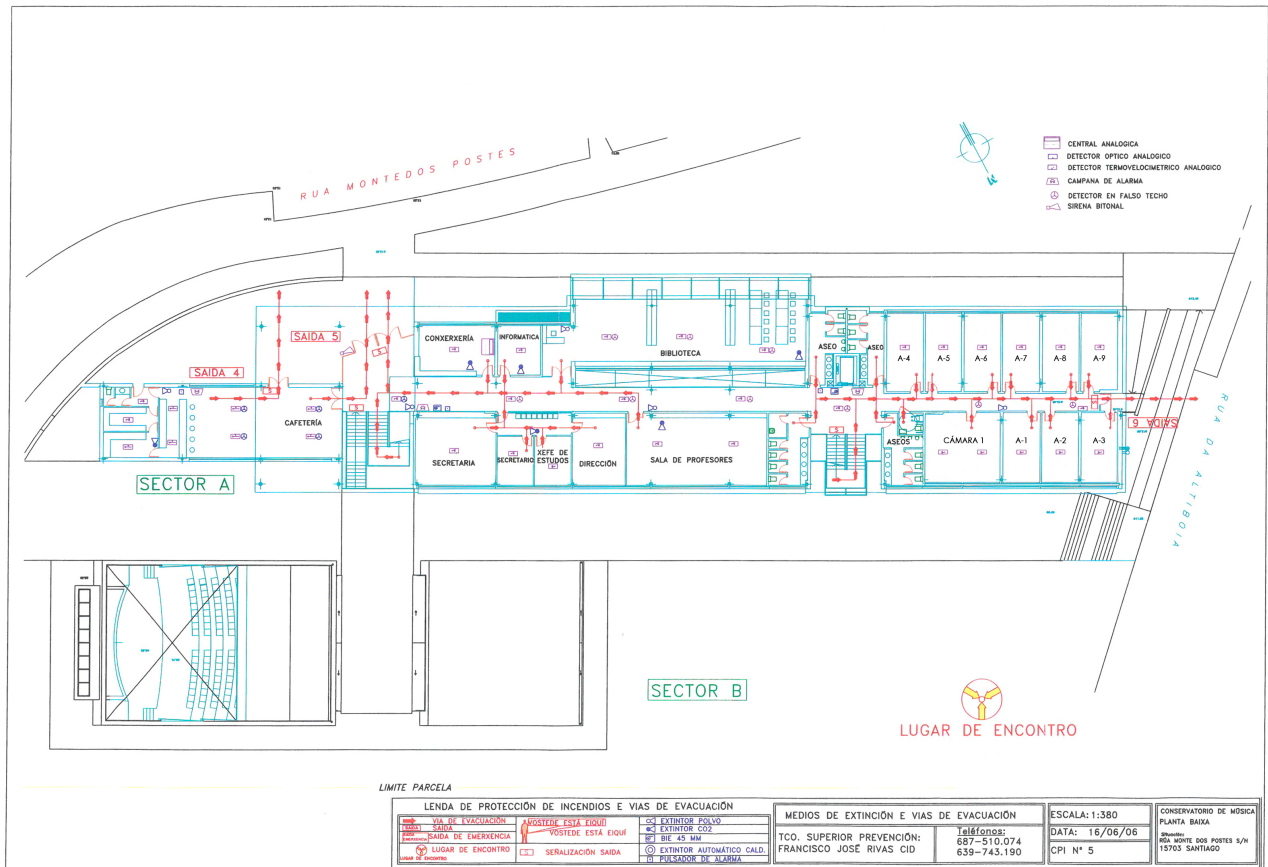 RUA MONTEDOS POSTES
CENTRAL ANALOGICA
DETECTOR OPTICO ANALOGICO
DETECTOR TERMOVELOCIMETRICO ANALOGICO
CAMPANA DE ALARMA
DETECTOR EN FALSO TECHO
SIRENA BITONAL
SAIDA 5
SAIDA 4
CONXERXERÍA
INFORMATICA
BIBLIOTECA
ASEO
ASEO
A-4
A-5
A-6
A-7
A-8
A-9
CAFETERÍA
S
S
S
SECRETARIA
SECRETARIO
XEFE DE
ESTUDOS
DIRECCIÓN
SALA DE PROFESORES
ASEOS
CÁMARA 1
A-1
A-2
A-3
SAIDA 6
RUA DA ALTIBOIA
SECTOR A
SECTOR B
LUGAR DE ENCONTRO
LIMITE PARCELA
LENDA DE PROTECCIÓN DE INCENDIOS E VIAS DE EVACUACIÓN
VIA DE EVACUACIÓN
SAIDA
SAIDA
SAIDA EMERXENCIA
SAIDA DE EMERXENCIA
LUGAR DE ENCONTRO
LUGAR DE ENCONTRO
VOSTEDE ESTÁ EIQUÍ
VOSTEDE ESTÁ EIQUÍ
S
SEÑALIZACIÓN SAIDA
EXTINTOR POLVO
EXTINTOR CO2
BIE 45 MM
EXTINTOR AUTOMÁTICO CALD.
PULSADOR DE ALARMA
MEDIOS DE EXTINCIÓN E VIAS DE EVACUACIÓN
TCO. SUPERIOR PREVENCIÓN:
FRANCISCO JOSÉ RIVAS CID
Teléfonos:
687-510.074
639-743.190
ESCALA: 1:380
DATA: 16/06/06
CPI Nº 5
CONSERVATORIO DE MÚSICA
PLANTA BAIXA
Situación:
RÚA MONTE DOS POSTES S/N
15703 SANTIAGO